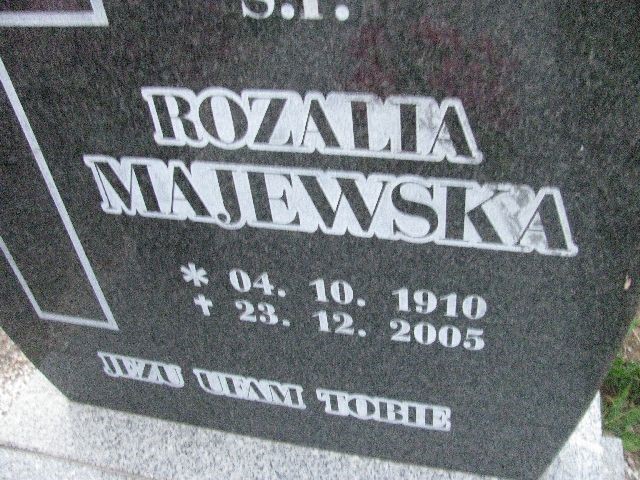 Ś.P.
ROZALIA
MAJEWSKA
* 04. 10. 1910
✝ 23. 12. 2005
JEZU UFAM TOBIE